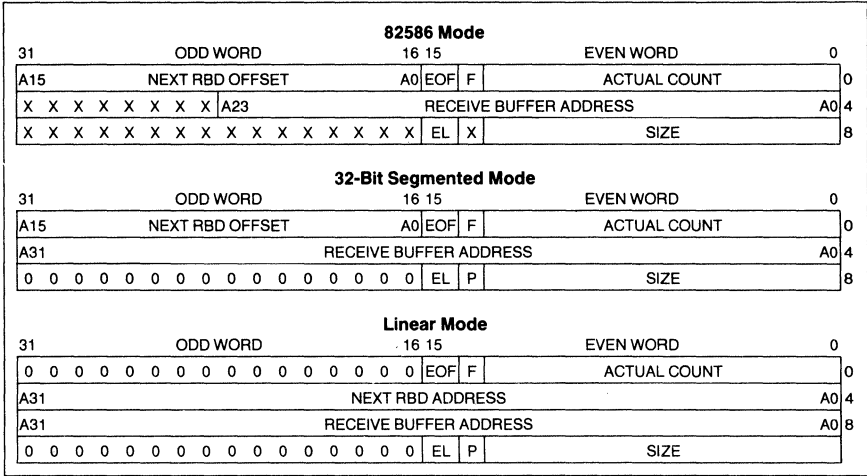 82586 Mode
31 ODD WORD 16 15 EVEN WORD 0
A15 NEXT RBD OFFSET A0 EOF F ACTUAL COUNT 0
X X X X X X X X A23 RECEIVE BUFFER ADDRESS A0 4
X X X X X X X X X X X X X X X X EL X SIZE 8
32-Bit Segmented Mode
31 ODD WORD 16 15 EVEN WORD 0
A15 NEXT RBD OFFSET A0 EOF F ACTUAL COUNT 0
A31 RECEIVE BUFFER ADDRESS A0 4
0 0 0 0 0 0 0 0 0 0 0 0 0 0 0 0 EL P SIZE 8
Linear Mode
31 ODD WORD 16 15 EVEN WORD 0
0 0 0 0 0 0 0 0 0 0 0 0 0 0 0 0 EOF F ACTUAL COUNT 0
A31 NEXT RBD ADDRESS A0 4
A31 RECEIVE BUFFER ADDRESS A0 8
0 0 0 0 0 0 0 0 0 0 0 0 0 0 0 0 EL P SIZE